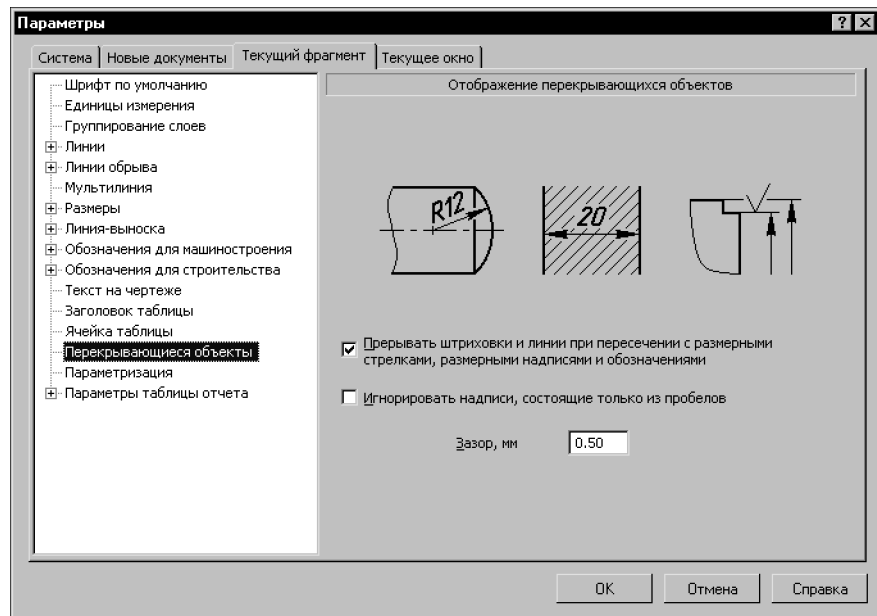 Параметры
Система
Новые документы
Текущий фрагмент
Текущее окно
Шрифт по умолчанию
Единицы измерения
Группирование слоев
Линии
Линии обрыва
Мультилиния
Размеры
Линия-выноска
Обозначения для машиностроения
Обозначения для строительства
Текст на чертеже
Заголовок таблицы
Ячейка таблицы
Перекрывающиеся объекты
Параметризация
Параметры таблицы отчета
Отображение перекрывающихся объектов
R12
20
Прерывать штриховки и линии при пересечении с размерными
стрелками, размерными надписями и обозначениями
Игнорировать надписи, состоящие только из пробелов
Зазор, мм
0.50
OK
Отмена
Справка